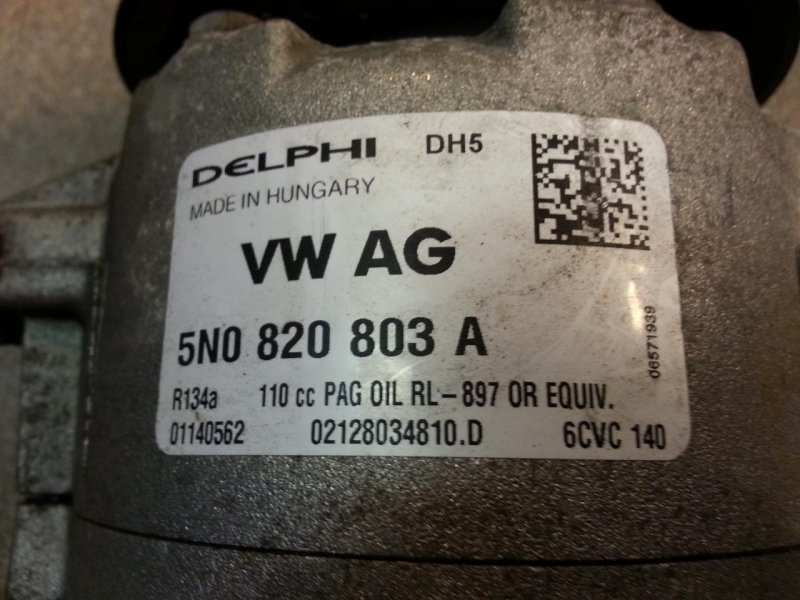 DELPHI DH5
MADE IN HUNGARY
VW AG
5N0 820 803 A
06571939
R134a 110 cc PAG OIL RL-897 OR EQUIV.
01140562 02128034810.D 6CVC 140